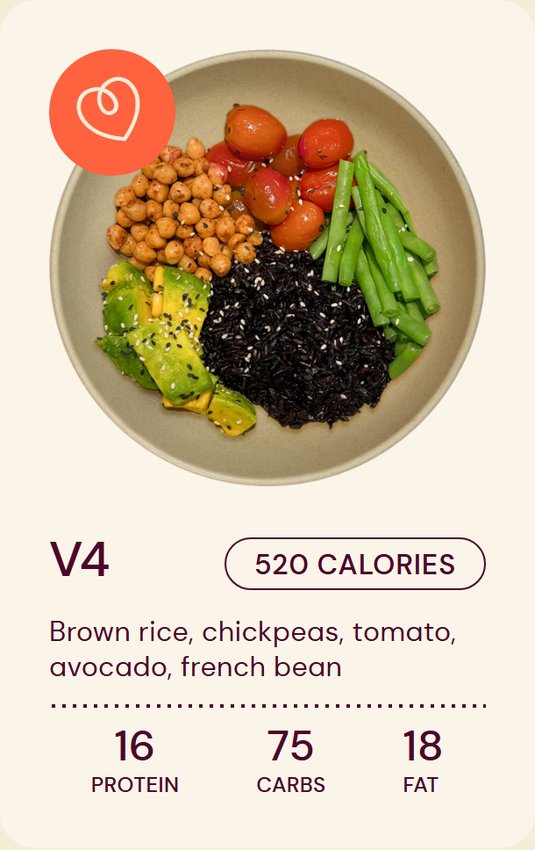 V4
520 CALORIES
Brown rice, chickpeas, tomato,
avocado, french bean
16 75 18
PROTEIN CARBS FAT